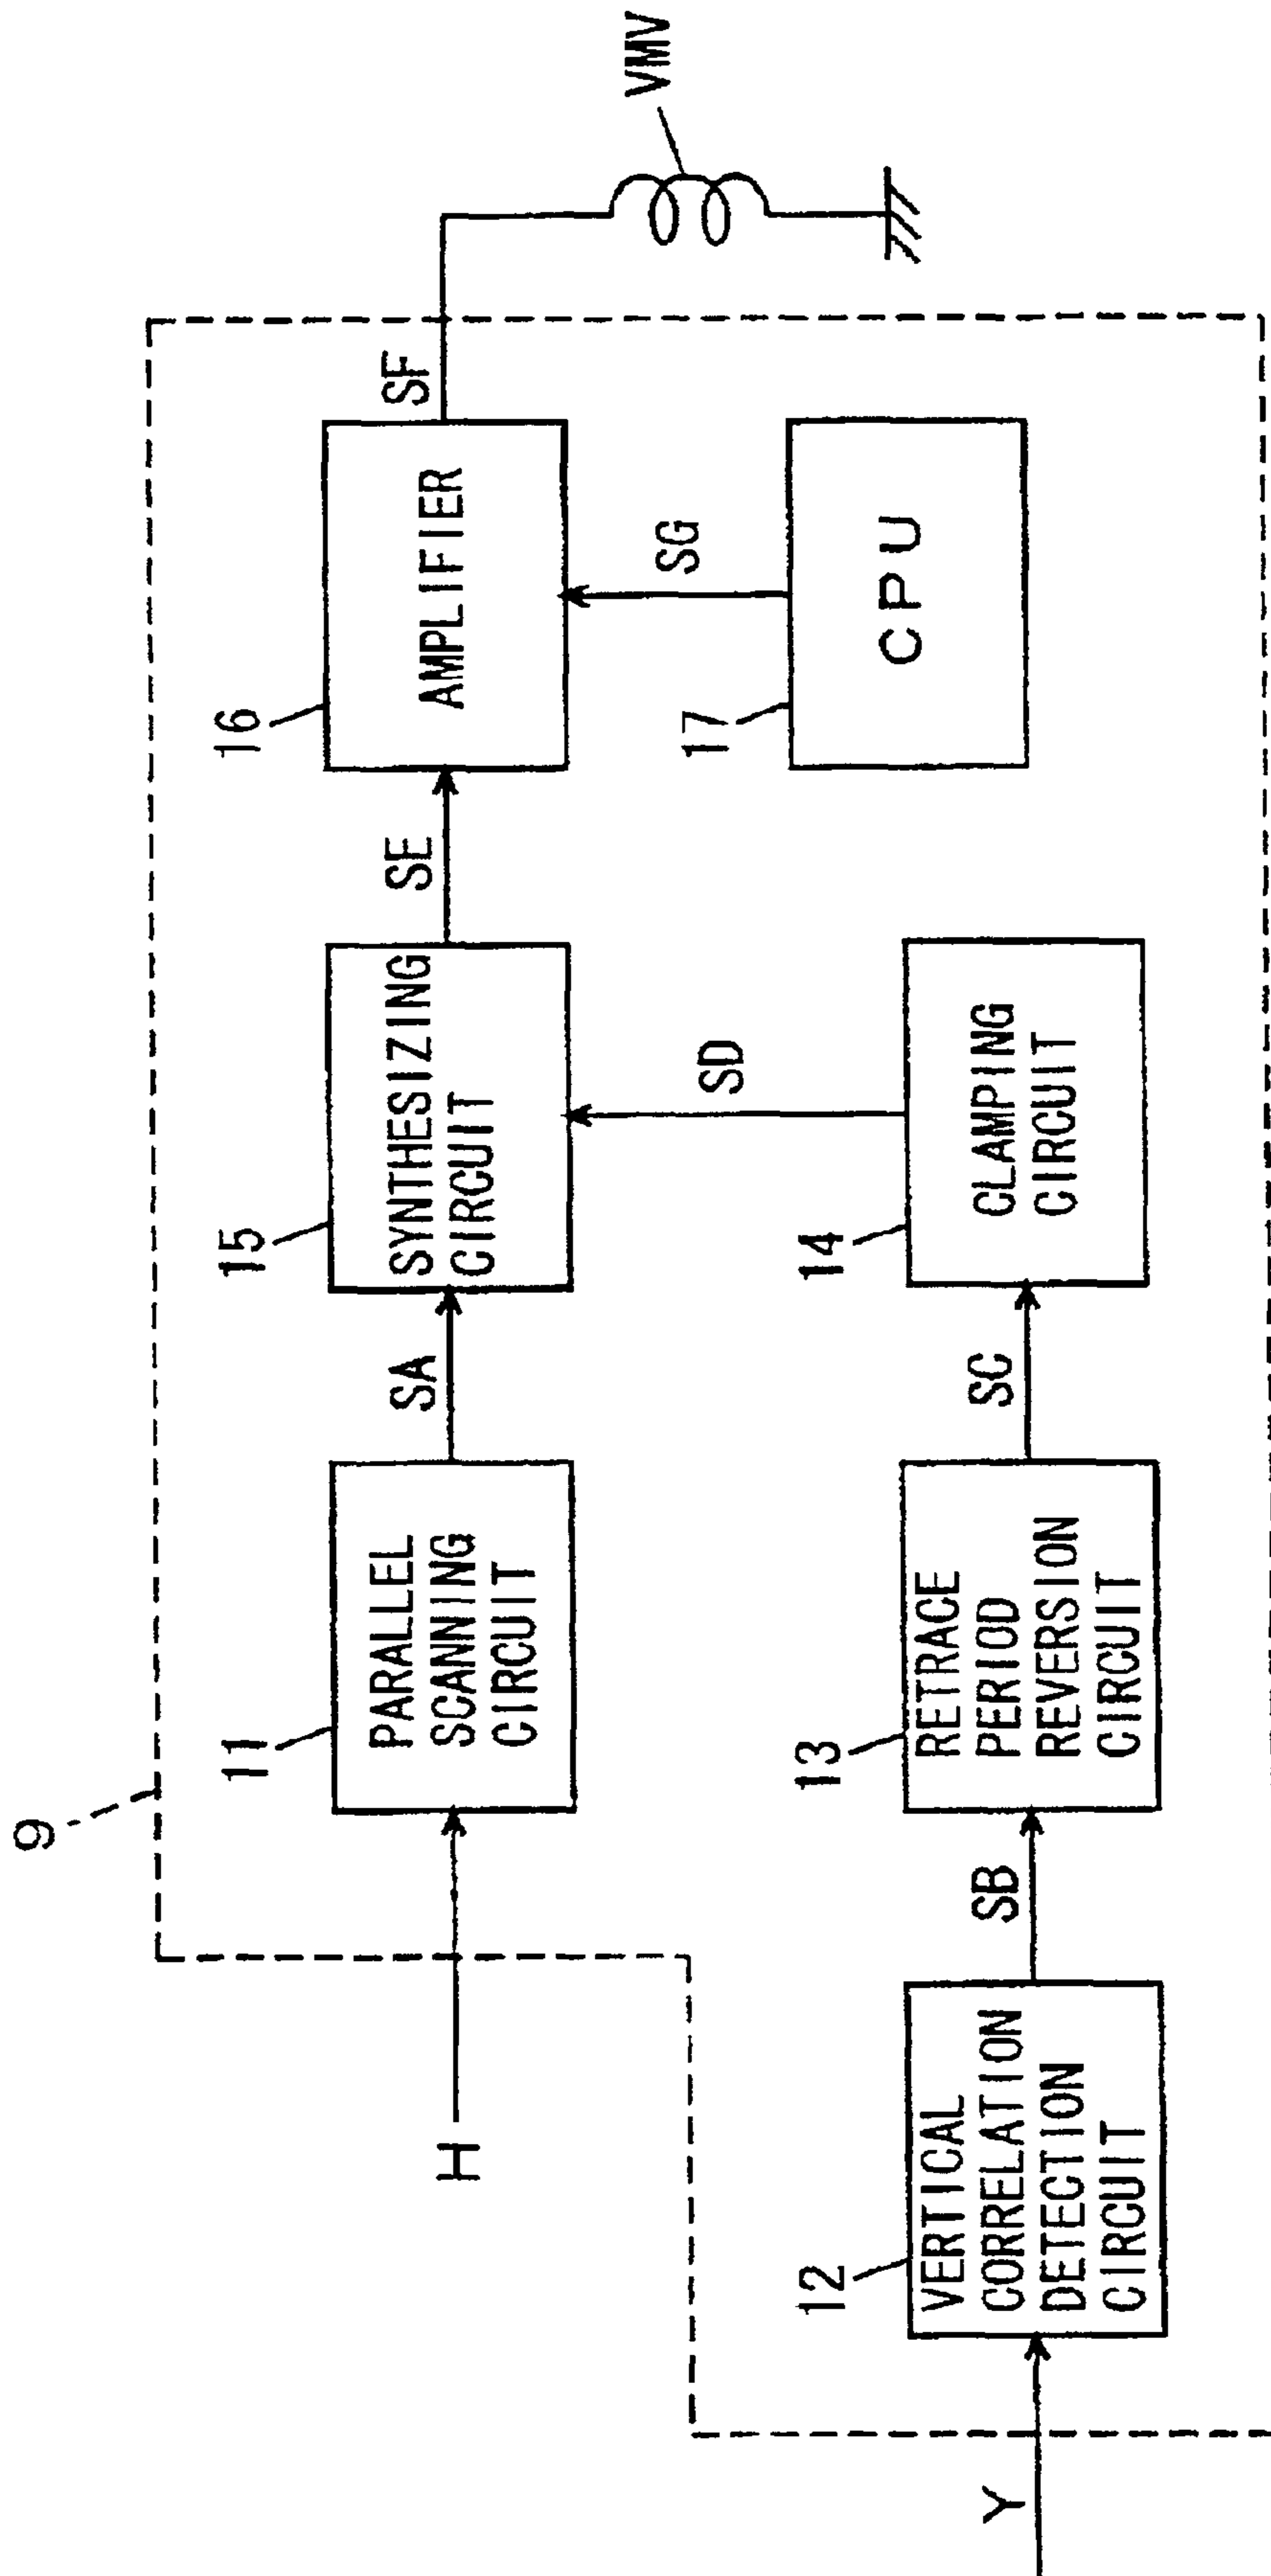 9
11
PARALLEL
SCANNING
CIRCUIT
H
SA
15
SYNTHESIZING
CIRCUIT
SE
16
AMPLIFIER
SF
VMV
SD
SG
17
CPU
Y
12
VERTICAL
CORRELATION
DETECTION
CIRCUIT
SB
13
RETRACE
PERIOD
REVERSION
CIRCUIT
SC
14
CLAMPING
CIRCUIT